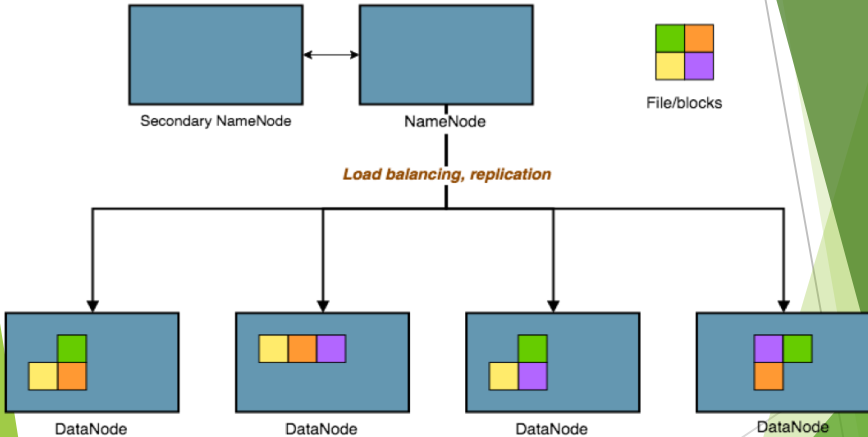 Secondary NameNode
NameNode
File/blocks
Load balancing, replication
DataNode
DataNode
DataNode
DataNode